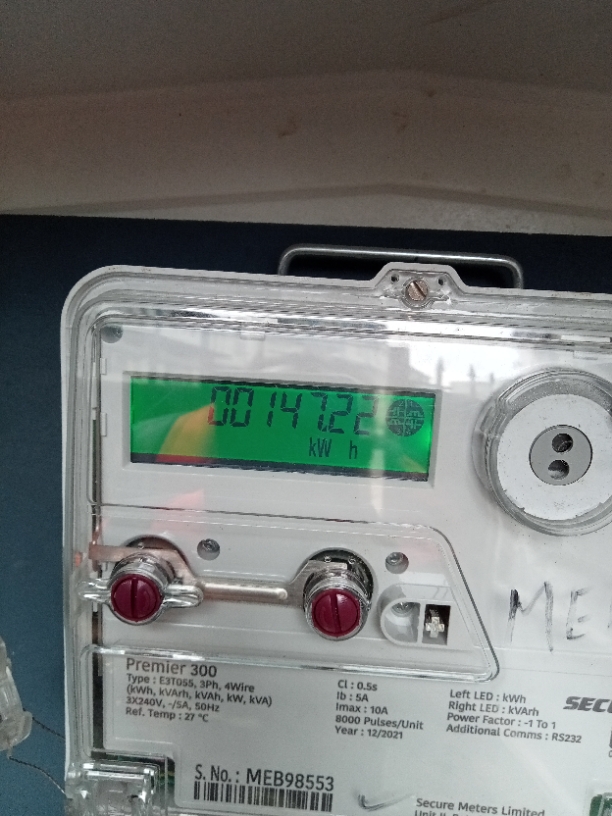 00147.22
kW h
ME
Premier 300
Type : E3T055, 3Ph, 4Wire
(kWh, kVArh, kVAh, kW, kVA)
3X240V, -/5A, 50Hz
Ref. Temp : 27 °C
Cl : 0.5s
Ib : 5A
Imax : 10A
8000 Pulses/Unit
Year : 12/2021
Left LED : kWh
Right LED : kVArh
Power Factor : -1 To 1
Additional Comms : RS232
SECU
S. No. : MEB98553
Secure Meters Limited